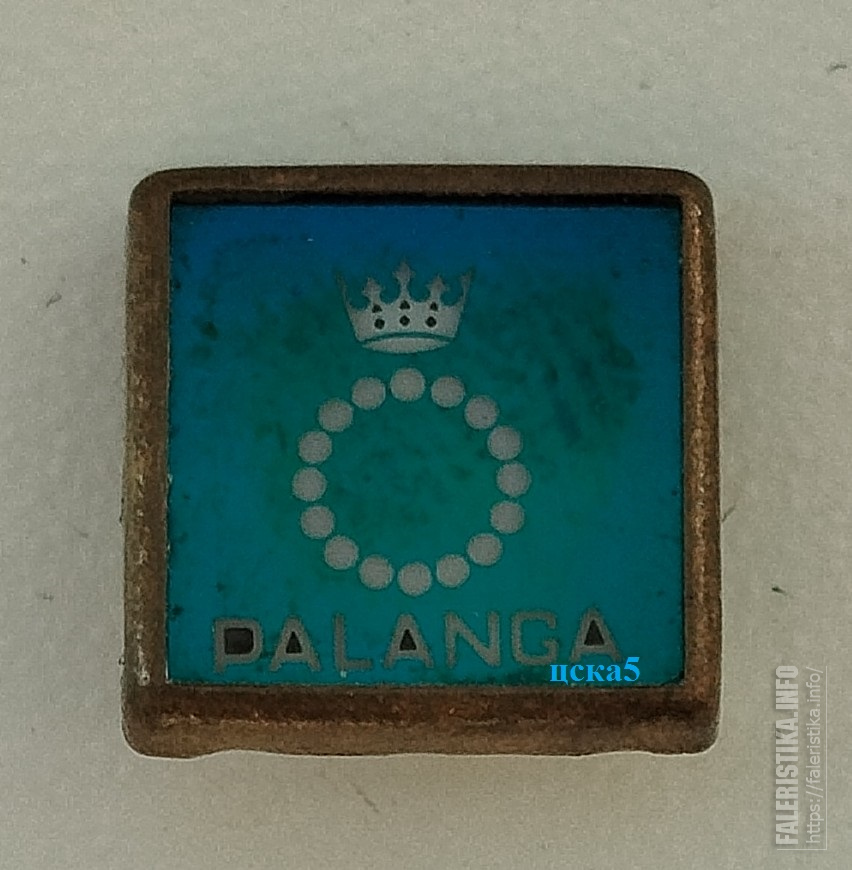 PALANGA
цска5
FALERISTIKA.INFO
https://faleristika.info/